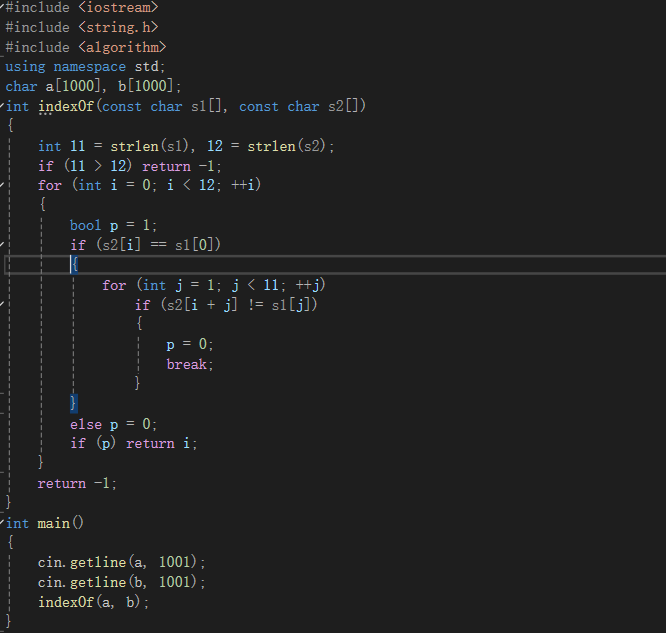 #include <iostream>
#include <string.h>
#include <algorithm>
using namespace std;
char a[1000], b[1000];
int indexOf(const char s1[], const char s2[])
{
    int l1 = strlen(s1), l2 = strlen(s2);
    if (l1 > l2) return -1;
    for (int i = 0; i < l2; ++i)
    {
        bool p = 1;
        if (s2[i] == s1[0])
        {
            for (int j = 1; j < l1; ++j)
                if (s2[i + j] != s1[j])
                {
                    p = 0;
                    break;
                }
        }
        else p = 0;
        if (p) return i;
    }
    return -1;
}
int main()
{
    cin.getline(a, 1001);
    cin.getline(b, 1001);
    indexOf(a, b);
}